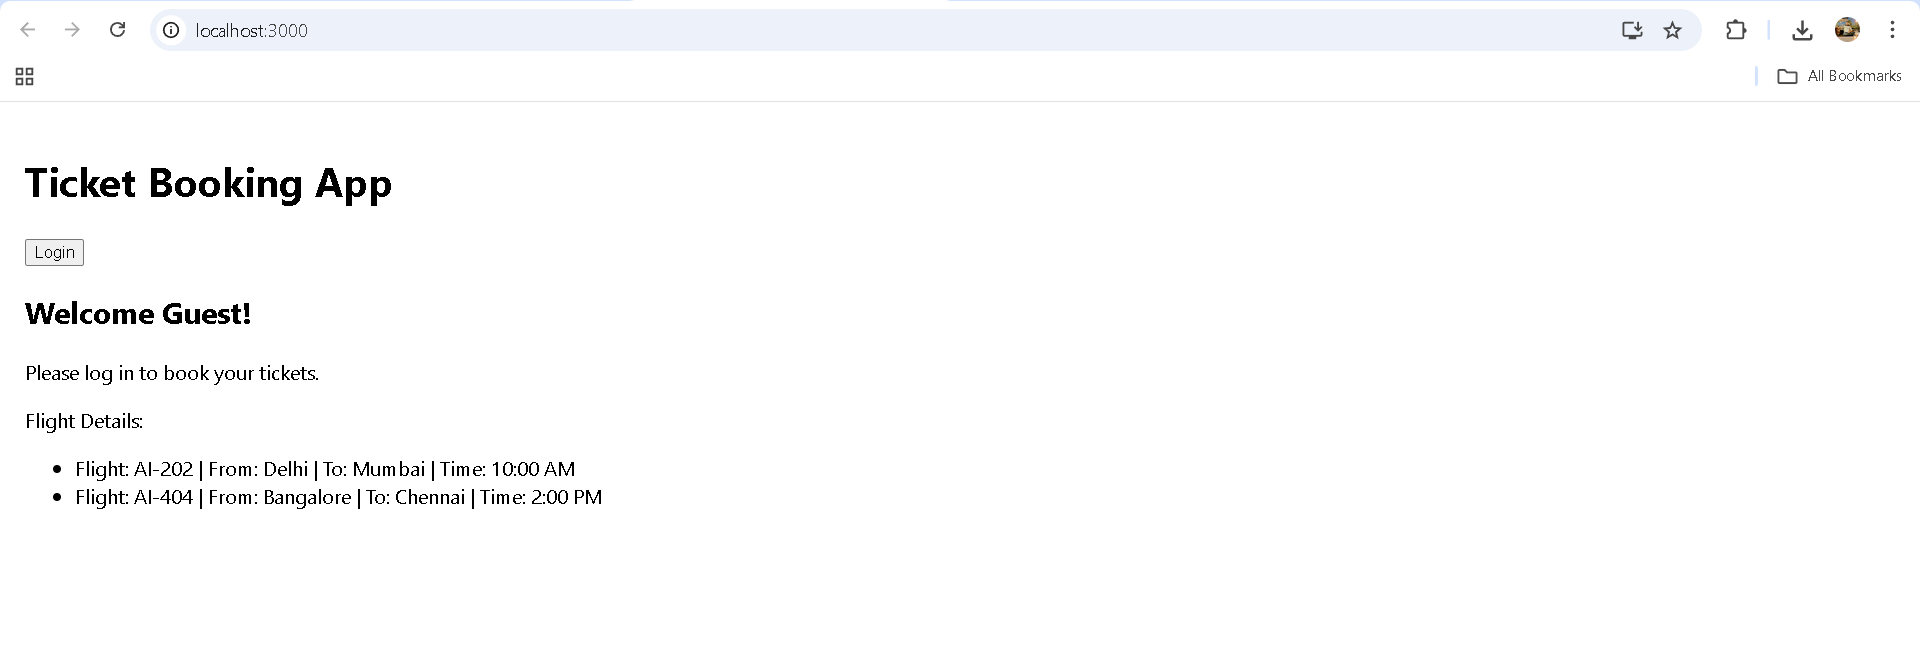 localhost:3000
All Bookmarks
Ticket Booking App
Login
Welcome Guest!
Please log in to book your tickets.
Flight Details:
• Flight: AI-202 | From: Delhi | To: Mumbai | Time: 10:00 AM
• Flight: AI-404 | From: Bangalore | To: Chennai | Time: 2:00 PM